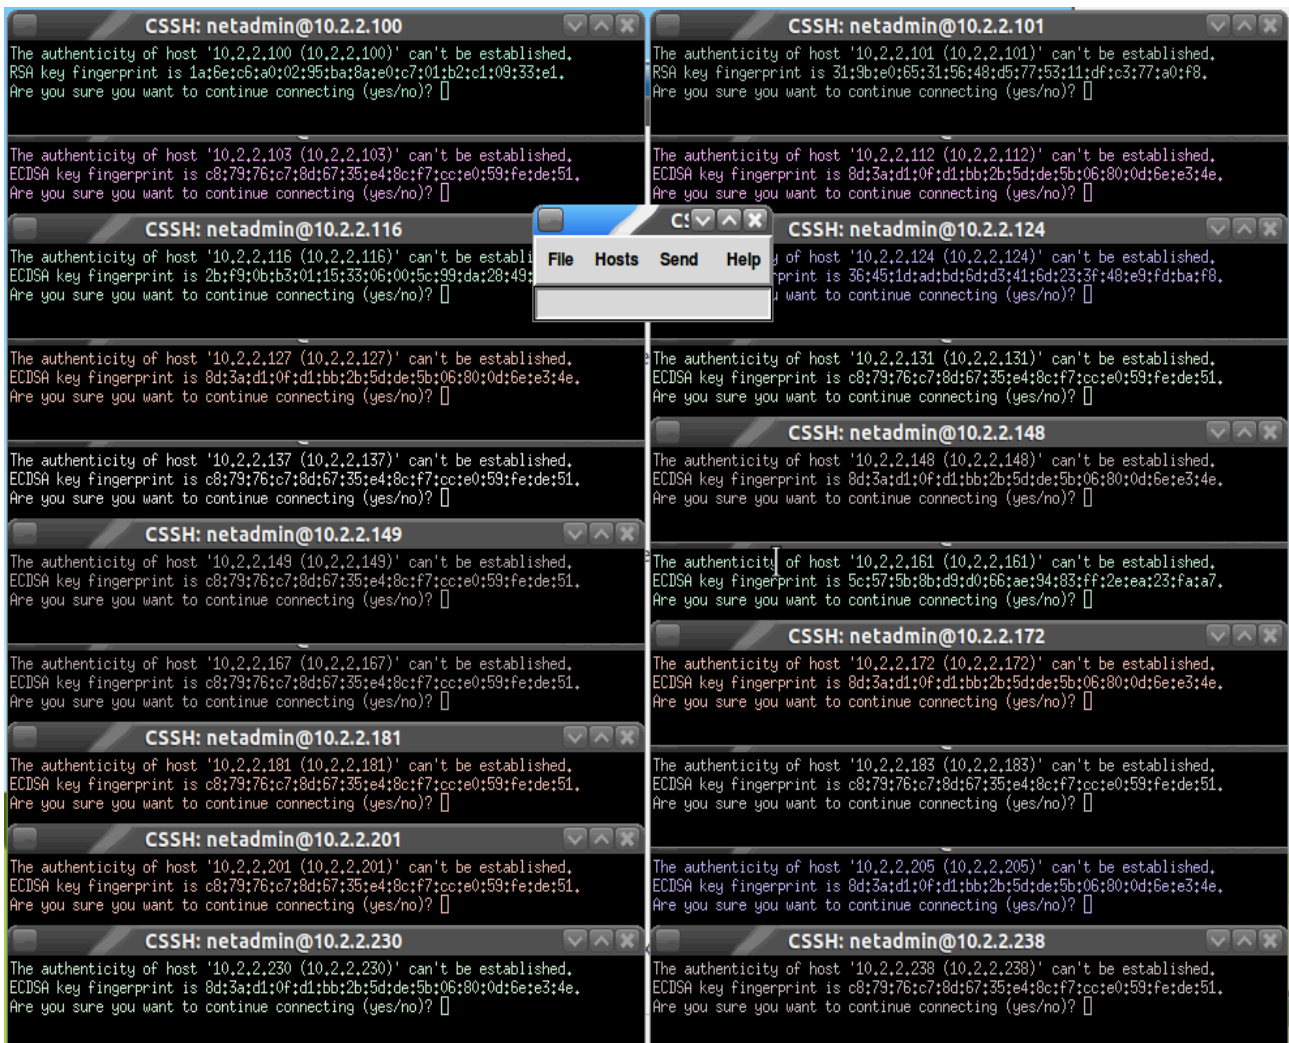 CSSH: netadmin@10.2.2.100
The authenticity of host '10.2.2.100 (10.2.2.100)' can't be established.
RSA key fingerprint is 1a:6e:c6:a0:02:95:ba:8a:e0:c7:01:b2:c1:09:33:e1.
Are you sure you want to continue connecting (yes/no)?
CSSH: netadmin@10.2.2.101
The authenticity of host '10.2.2.101 (10.2.2.101)' can't be established.
RSA key fingerprint is 31:9b:e0:65:31:56:48:d5:77:53:11:df:c3:77:a0:f8.
Are you sure you want to continue connecting (yes/no)?
The authenticity of host '10.2.2.103 (10.2.2.103)' can't be established.
ECDSA key fingerprint is c8:79:76:c7:8d:67:35:e4:8c:f7:cc:e0:59:fe:de:51.
Are you sure you want to continue connecting (yes/no)?
The authenticity of host '10.2.2.112 (10.2.2.112)' can't be established.
ECDSA key fingerprint is 8d:3a:d1:0f:d1:bb:2b:5d:de:5b:06:80:0d:6e:e3:4e.
Are you sure you want to continue connecting (yes/no)?
CSSH: netadmin@10.2.2.116
The authenticity of host '10.2.2.116 (10.2.2.116)' can't be establi
ECDSA key fingerprint is 2b:f9:0b:b3:01:15:33:06:00:5c:99:da:28:49:
Are you sure you want to continue connecting (yes/no)?
File Hosts Send Help
CSSH: netadmin@10.2.2.124
of host '10.2.2.124 (10.2.2.124)' can't be established.
print is 36:45:1d:ad:bd:6d:d3:41:6d:23:3f:48:e9:fd:ba:f8.
want to continue connecting (yes/no)?
The authenticity of host '10.2.2.127 (10.2.2.127)' can't be established.
ECDSA key fingerprint is 8d:3a:d1:0f:d1:bb:2b:5d:de:5b:06:80:0d:6e:e3:4e.
Are you sure you want to continue connecting (yes/no)?
The authenticity of host '10.2.2.131 (10.2.2.131)' can't be established.
ECDSA key fingerprint is c8:79:76:c7:8d:67:35:e4:8c:f7:cc:e0:59:fe:de:51.
Are you sure you want to continue connecting (yes/no)?
The authenticity of host '10.2.2.137 (10.2.2.137)' can't be established.
ECDSA key fingerprint is c8:79:76:c7:8d:67:35:e4:8c:f7:cc:e0:59:fe:de:51.
Are you sure you want to continue connecting (yes/no)?
CSSH: netadmin@10.2.2.148
The authenticity of host '10.2.2.148 (10.2.2.148)' can't be established.
ECDSA key fingerprint is 8d:3a:d1:0f:d1:bb:2b:5d:de:5b:06:80:0d:6e:e3:4e.
Are you sure you want to continue connecting (yes/no)?
CSSH: netadmin@10.2.2.149
The authenticity of host '10.2.2.149 (10.2.2.149)' can't be established.
ECDSA key fingerprint is c8:79:76:c7:8d:67:35:e4:8c:f7:cc:e0:59:fe:de:51.
Are you sure you want to continue connecting (yes/no)?
The authenticity of host '10.2.2.161 (10.2.2.161)' can't be established.
ECDSA key fingerprint is 5c:57:5b:8b:d9:d0:66:ae:94:83:ff:2e:ea:23:fa:a7.
Are you sure you want to continue connecting (yes/no)?
The authenticity of host '10.2.2.167 (10.2.2.167)' can't be established.
ECDSA key fingerprint is c8:79:76:c7:8d:67:35:e4:8c:f7:cc:e0:59:fe:de:51.
Are you sure you want to continue connecting (yes/no)?
CSSH: netadmin@10.2.2.172
The authenticity of host '10.2.2.172 (10.2.2.172)' can't be established.
ECDSA key fingerprint is 8d:3a:d1:0f:d1:bb:2b:5d:de:5b:06:80:0d:6e:e3:4e.
Are you sure you want to continue connecting (yes/no)?
CSSH: netadmin@10.2.2.181
The authenticity of host '10.2.2.181 (10.2.2.181)' can't be established.
ECDSA key fingerprint is c8:79:76:c7:8d:67:35:e4:8c:f7:cc:e0:59:fe:de:51.
Are you sure you want to continue connecting (yes/no)?
The authenticity of host '10.2.2.183 (10.2.2.183)' can't be established.
ECDSA key fingerprint is c8:79:76:c7:8d:67:35:e4:8c:f7:cc:e0:59:fe:de:51.
Are you sure you want to continue connecting (yes/no)?
CSSH: netadmin@10.2.2.201
The authenticity of host '10.2.2.201 (10.2.2.201)' can't be established.
ECDSA key fingerprint is c8:79:76:c7:8d:67:35:e4:8c:f7:cc:e0:59:fe:de:51.
Are you sure you want to continue connecting (yes/no)?
The authenticity of host '10.2.2.205 (10.2.2.205)' can't be established.
ECDSA key fingerprint is 8d:3a:d1:0f:d1:bb:2b:5d:de:5b:06:80:0d:6e:e3:4e.
Are you sure you want to continue connecting (yes/no)?
CSSH: netadmin@10.2.2.230
The authenticity of host '10.2.2.230 (10.2.2.230)' can't be established.
ECDSA key fingerprint is 8d:3a:d1:0f:d1:bb:2b:5d:de:5b:06:80:0d:6e:e3:4e.
Are you sure you want to continue connecting (yes/no)?
CSSH: netadmin@10.2.2.238
The authenticity of host '10.2.2.238 (10.2.2.238)' can't be established.
ECDSA key fingerprint is c8:79:76:c7:8d:67:35:e4:8c:f7:cc:e0:59:fe:de:51.
Are you sure you want to continue connecting (yes/no)?